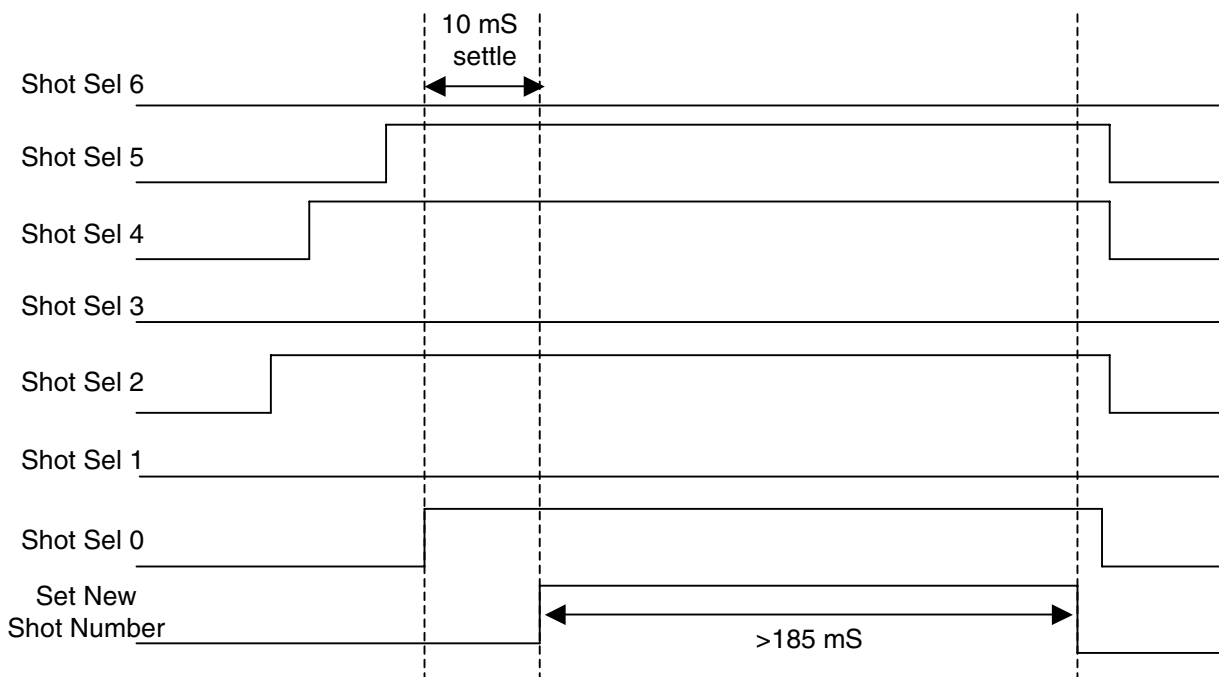 10 mS
settle
Shot Sel 6
Shot Sel 5
Shot Sel 4
Shot Sel 3
Shot Sel 2
Shot Sel 1
Shot Sel 0
Set New
Shot Number
>185 mS